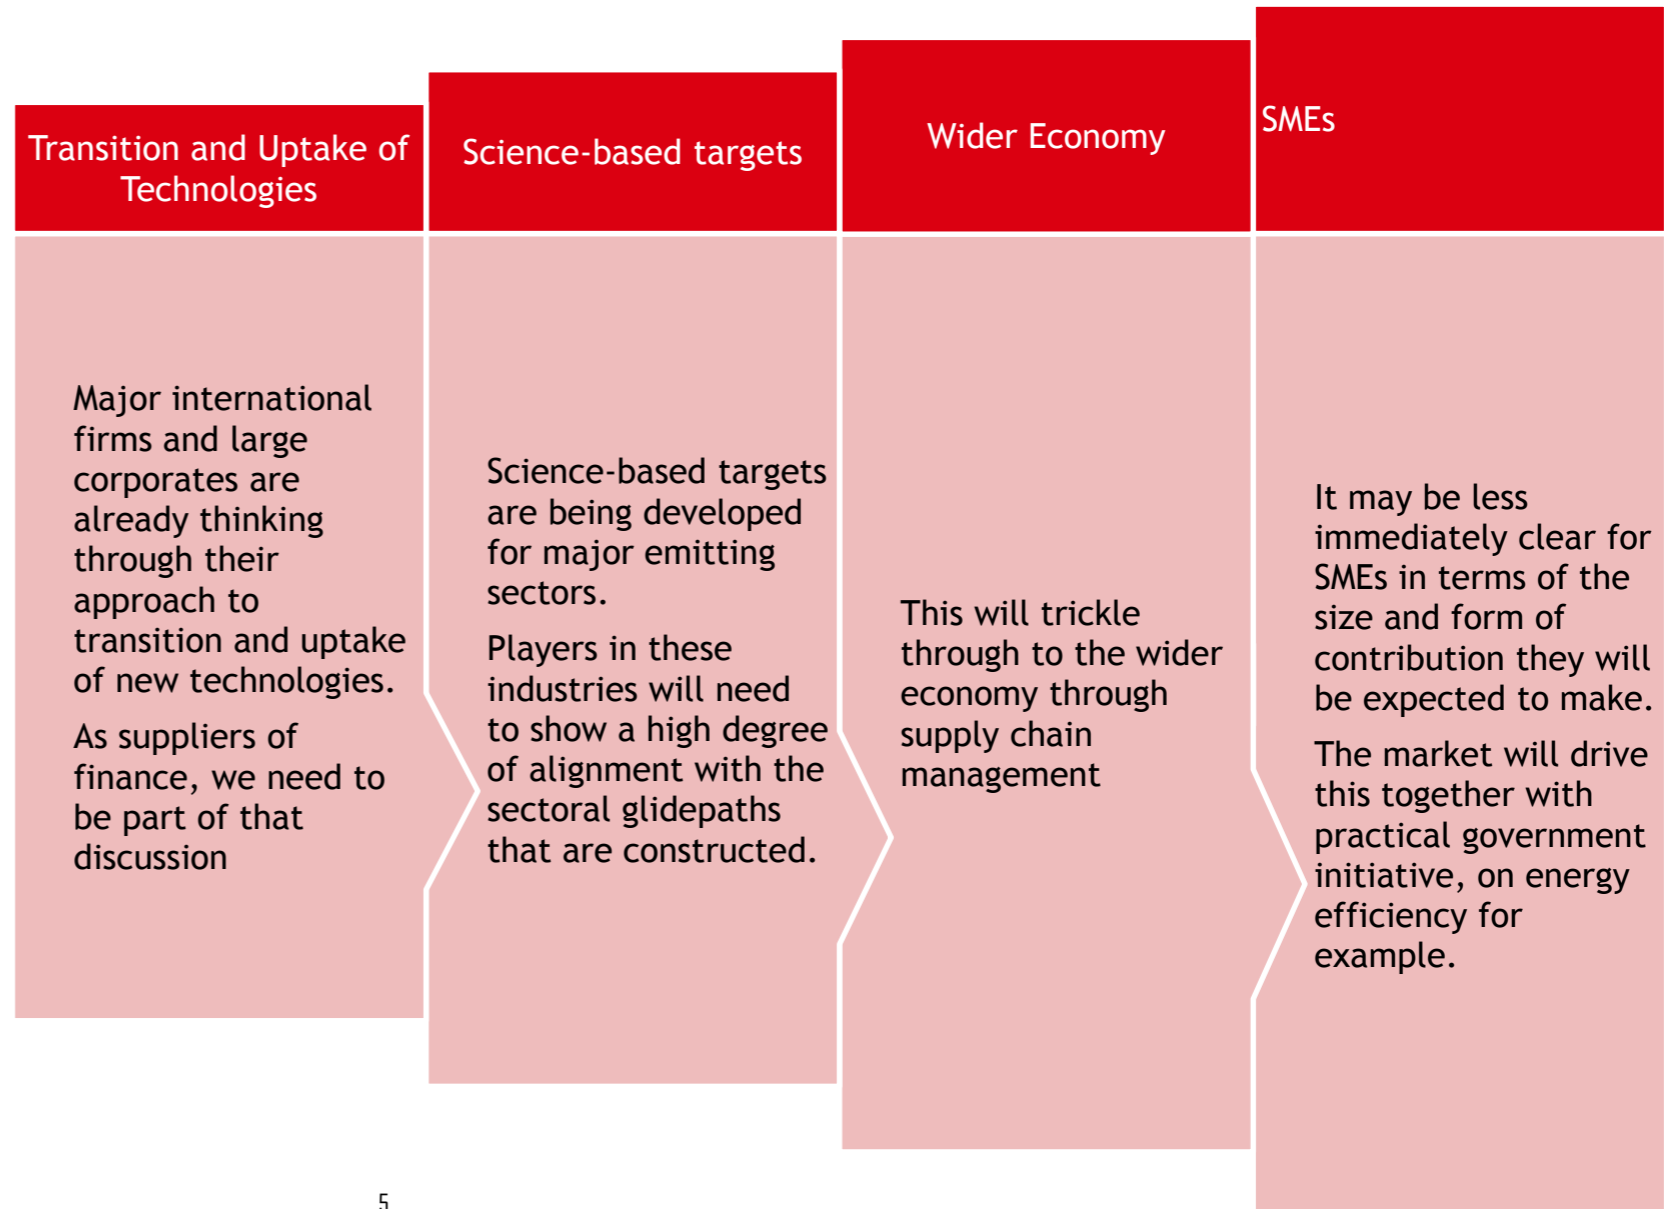 Transition and Uptake of
Technologies
Major international
firms and large
corporates are
already thinking
through their
approach to
transition and uptake
of new technologies.
As suppliers of
finance, we need to
be part of that
discussion
Science-based targets
Science-based targets
are being developed
for major emitting
sectors.
Players in these
industries will need
to show a high degree
of alignment with the
sectoral glidepaths
that are constructed.
Wider Economy
This will trickle
through to the wider
economy through
supply chain
management
SMEs
It may be less
immediately clear for
SMEs in terms of the
size and form of
contribution they will
be expected to make.
The market will drive
this together with
practical government
initiative, on energy
efficiency for
example.
5